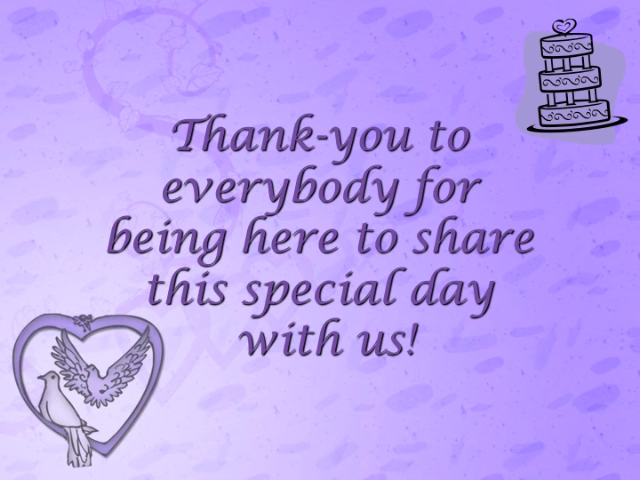 Thank-you to
everybody for
being here to share
this special day
with us!